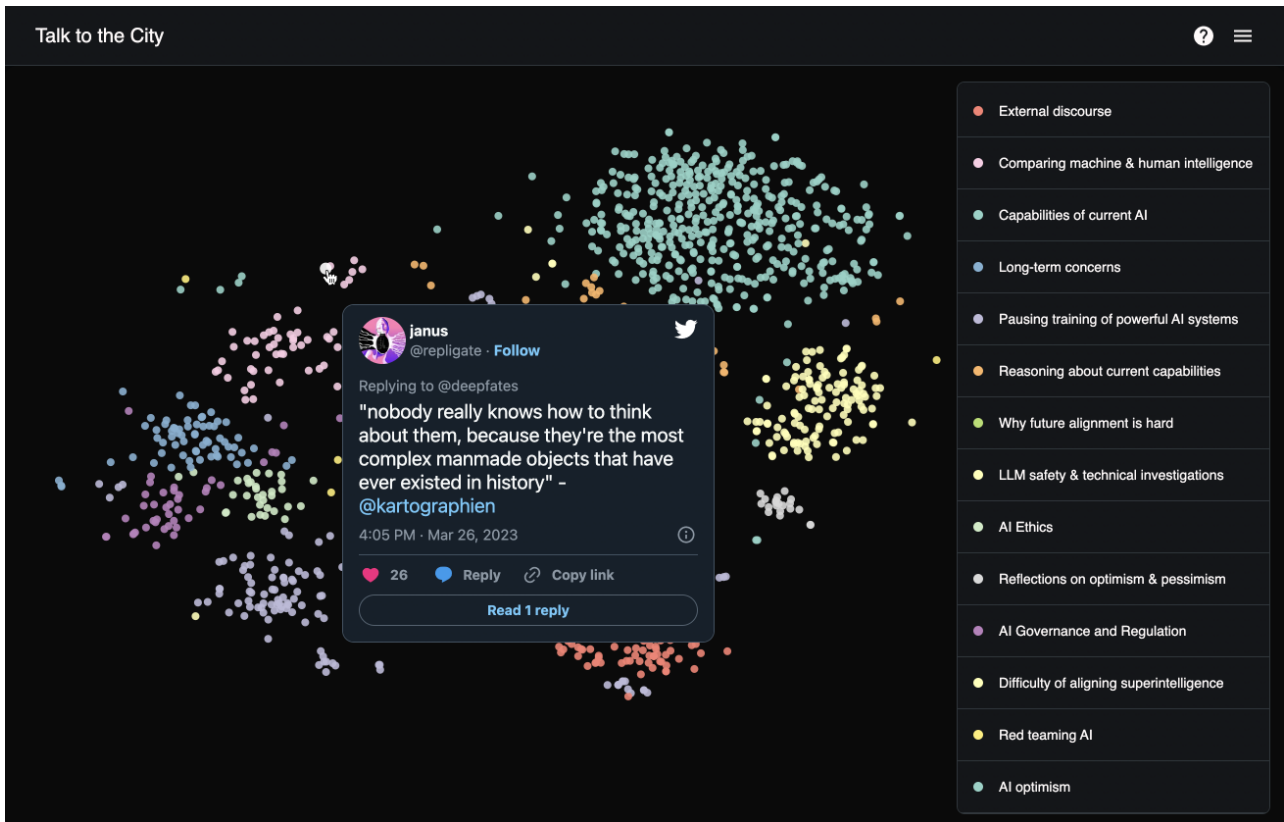 Talk to the City
External discourse
Comparing machine & human intelligence
Capabilities of current AI
Long-term concerns
Pausing training of powerful AI systems
Reasoning about current capabilities
Why future alignment is hard
LLM safety & technical investigations
AI Ethics
Reflections on optimism & pessimism
AI Governance and Regulation
Difficulty of aligning superintelligence
Red teaming AI
AI optimism
janus
@repligate · Follow
Replying to @deepfates
"nobody really knows how to think
about them, because they're the most
complex manmade objects that have
ever existed in history" -
@kartographien
4:05 PM · Mar 26, 2023
26 Reply Copy link
Read 1 reply